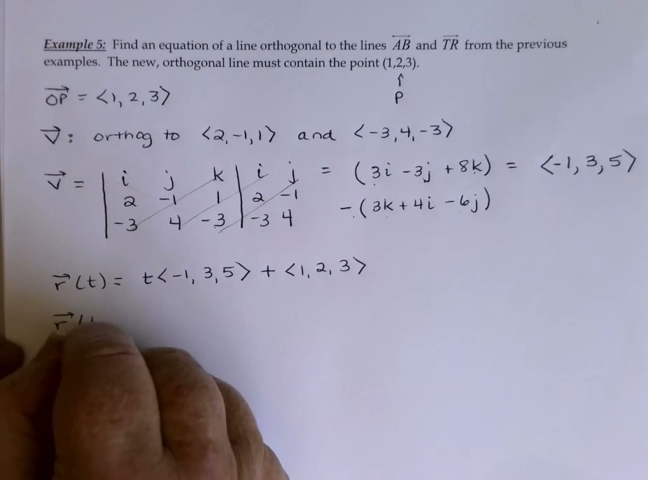 Example 5: Find an equation of a line orthogonal to the lines AB and TR from the previous
examples. The new, orthogonal line must contain the point (1,2,3).
↑
P
OP = <1, 2, 3>
V: orthog to <2, -1, 1> and <-3, 4, -3>
V = | i j k | i j = (3i - 3j + 8k) = <-1, 3, 5>
2 -1 1 | 2 -1 - (3k + 4i - 6j)
-3 4 -3 | -3 4
r(t) = t<-1, 3, 5> + <1, 2, 3>
r(